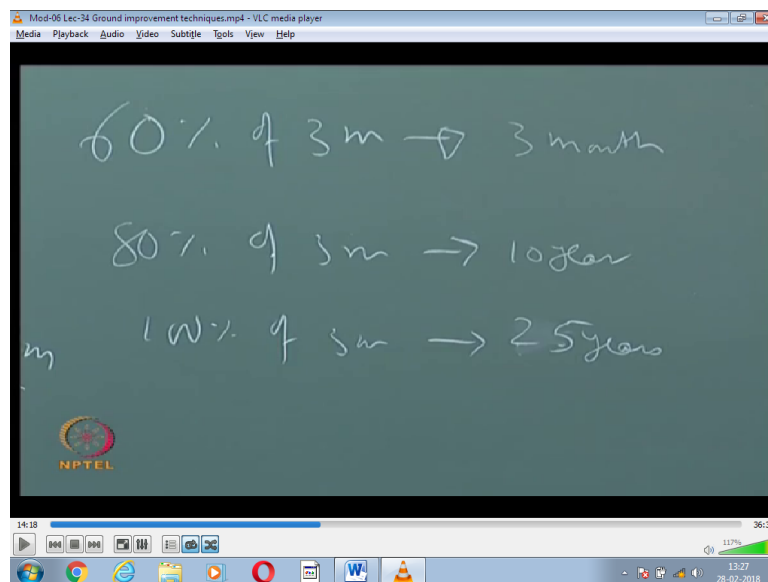 Mod-06 Lec-34 Ground improvement techniques.mp4 - VLC media player
Media Playback Audio Video Subtitle Tools View Help
60% of 3m → 3 month
80% of 3m → 10 year
100% of 3m → 25 years
m
NPTEL
14:18
117%
13:27
28-02-2018